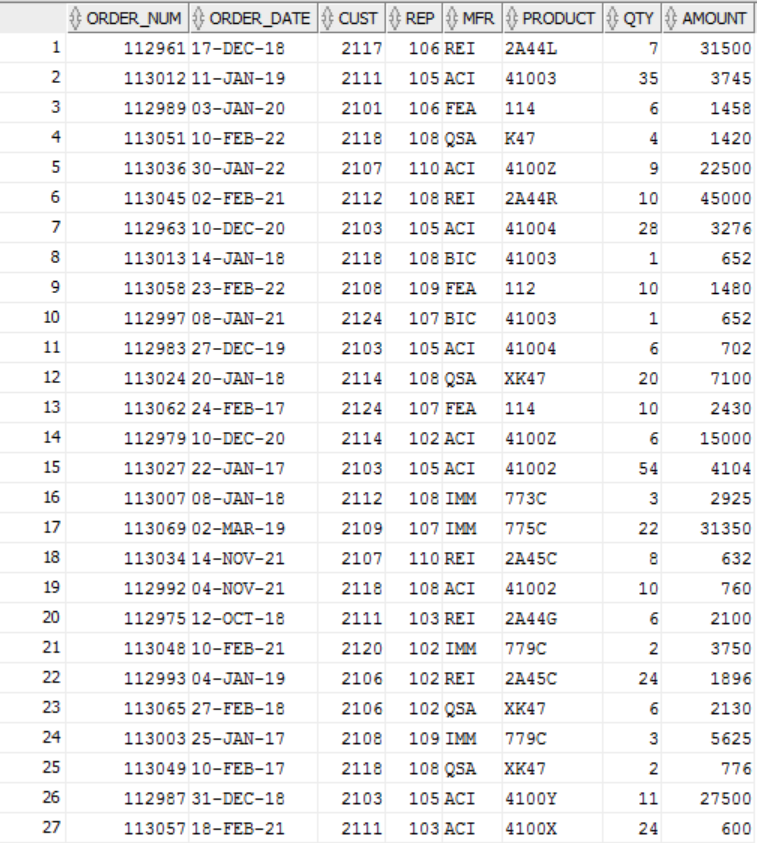 ORDER_NUM ORDER_DATE CUST REP MFR PRODUCT QTY AMOUNT
1 112961 17-DEC-18 2117 106 REI 2A44L 7 31500
2 113012 11-JAN-19 2111 105 ACI 41003 35 3745
3 112989 03-JAN-20 2101 106 FEA 114 6 1458
4 113051 10-FEB-22 2118 108 QSA K47 4 1420
5 113036 30-JAN-22 2107 110 ACI 4100Z 9 22500
6 113045 02-FEB-21 2112 108 REI 2A44R 10 45000
7 112963 10-DEC-20 2103 105 ACI 41004 28 3276
8 113013 14-JAN-18 2118 108 BIC 41003 1 652
9 113058 23-FEB-22 2108 109 FEA 112 10 1480
10 112997 08-JAN-21 2124 107 BIC 41003 1 652
11 112983 27-DEC-19 2103 105 ACI 41004 6 702
12 113024 20-JAN-18 2114 108 QSA XK47 20 7100
13 113062 24-FEB-17 2124 107 FEA 114 10 2430
14 112979 10-DEC-20 2114 102 ACI 4100Z 6 15000
15 113027 22-JAN-17 2103 105 ACI 41002 54 4104
16 113007 08-JAN-18 2112 108 IMM 773C 3 2925
17 113069 02-MAR-19 2109 107 IMM 775C 22 31350
18 113034 14-NOV-21 2107 110 REI 2A45C 8 632
19 112992 04-NOV-21 2118 108 ACI 41002 10 760
20 112975 12-OCT-18 2111 103 REI 2A44G 6 2100
21 113048 10-FEB-21 2120 102 IMM 779C 2 3750
22 112993 04-JAN-19 2106 102 REI 2A45C 24 1896
23 113065 27-FEB-18 2106 102 QSA XK47 6 2130
24 113003 25-JAN-17 2108 109 IMM 779C 3 5625
25 113049 10-FEB-17 2118 108 QSA XK47 2 776
26 112987 31-DEC-18 2103 105 ACI 4100Y 11 27500
27 113057 18-FEB-21 2111 103 ACI 4100X 24 600